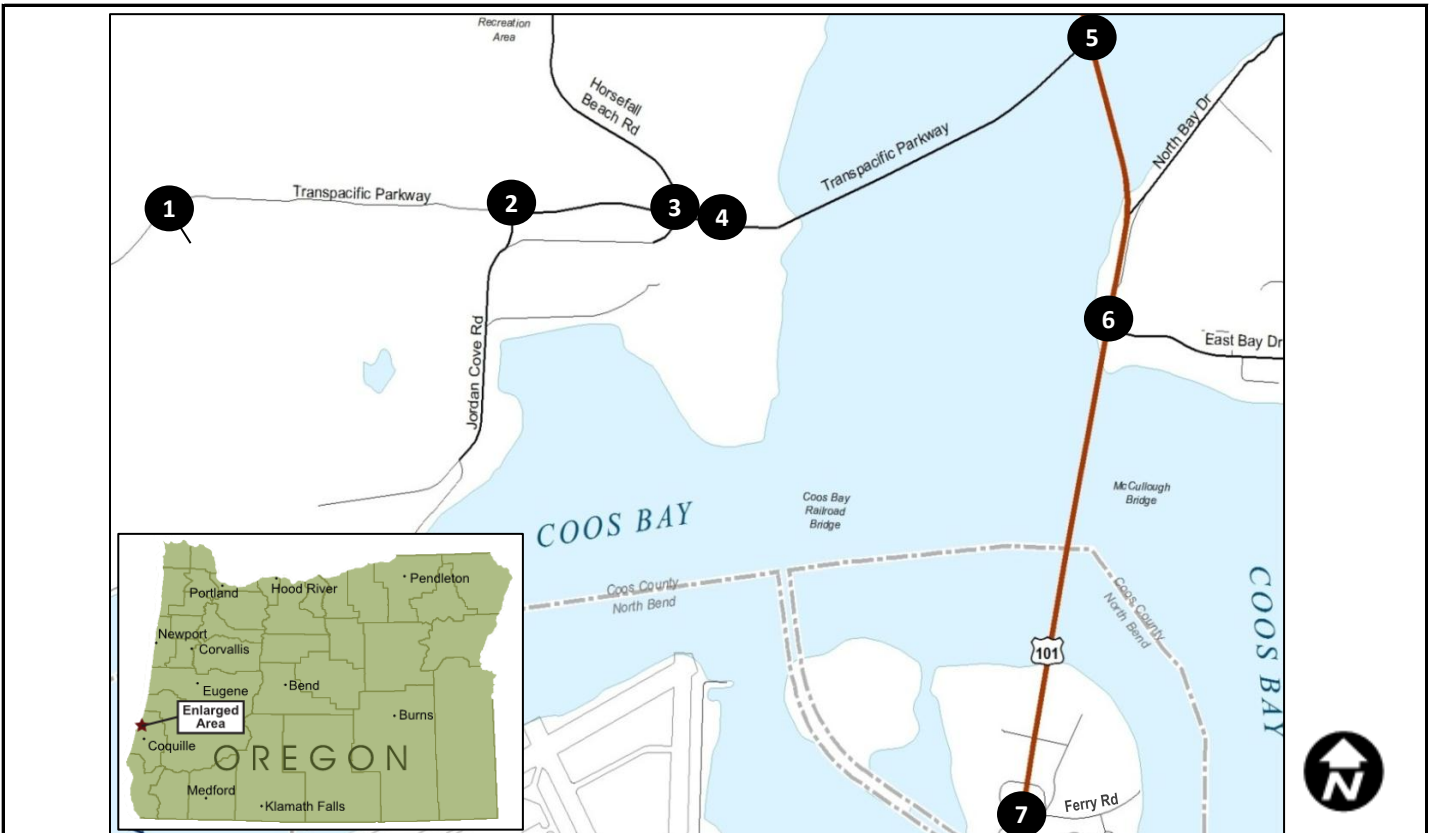 Recreation
Area
5
Horsefall
Beach Rd
North Bay Dr
Transpacific Parkway
Transpacific Parkway
1
2
3
4
6
East Bay Dr
Jordan Cove Rd
McCullough
Bridge
Coos Bay
Railroad
Bridge
COOS BAY
Coos County
North Bend
Coos County
North Bend
COOS BAY
101
7
Ferry Rd
Portland
Hood River
Pendleton
Newport
Corvallis
Eugene
Bend
Enlarged
Area
Burns
Coquille
OREGON
Medford
Klamath Falls
N